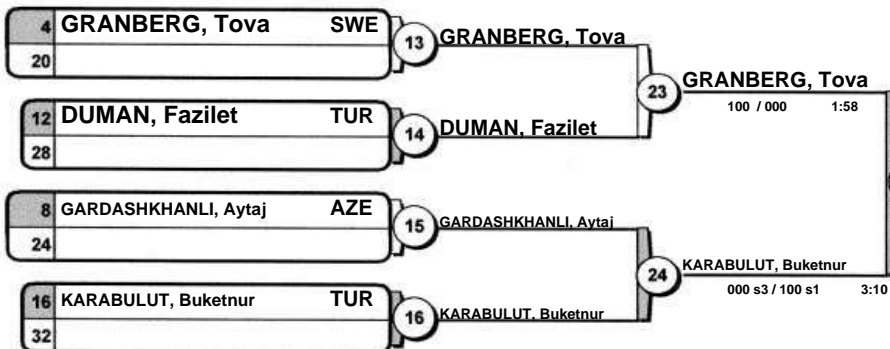 4 GRANBERG, Tova SWE
20
13 GRANBERG, Tova
12 DUMAN, Fazilet TUR
28
14 DUMAN, Fazilet
23 GRANBERG, Tova
100 / 000 1:58
8 GARDASHKHANLI, Aytaj AZE
24
15 GARDASHKHANLI, Aytaj
16 KARABULUT, Buketnur TUR
32
16 KARABULUT, Buketnur
24 KARABULUT, Buketnur
000 s3 / 100 s1 3:10